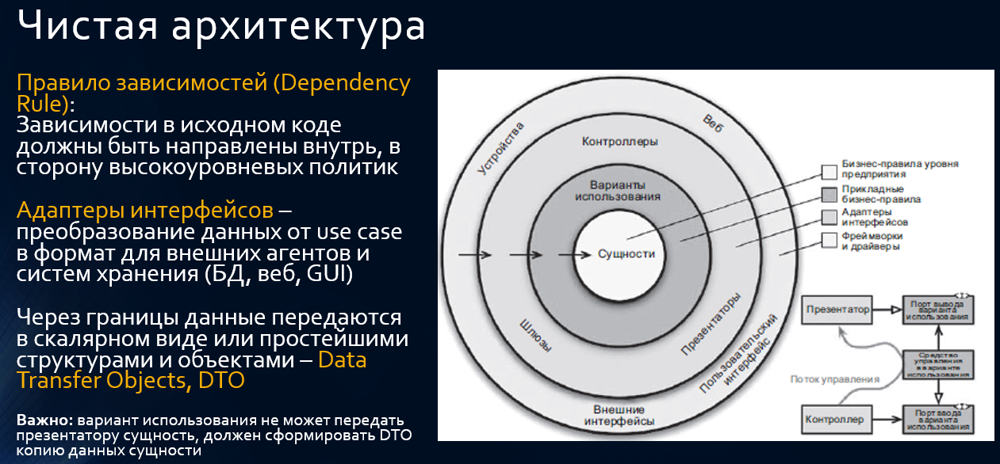 Чистая архитектура
Правило зависимостей (Dependency
Rule):
Зависимости в исходном коде
должны быть направлены внутрь, в
сторону высокоуровневых политик
Адаптеры интерфейсов –
преобразование данных от use case
в формат для внешних агентов и
систем хранения (БД, веб, GUI)
Через границы данные передаются
в скалярном виде или простейшими
структурами и объектами – Data
Transfer Objects, DTO
Важно: вариант использования не может передать
презентатору сущность, должен сформировать DTO
копию данных сущности
Устройства
Веб
Контроллеры
Варианты
использования
Сущности
Шлюзы
Презентаторы
Пользовательский
интерфейс
Внешние
интерфейсы
Бизнес-правила уровня
предприятия
Прикладные
бизнес-правила
Адаптеры
интерфейсов
Фреймворки
и драйверы
Презентатор
<I>
Порт вывода
варианта
использования
Средство
управления
в варианте
использования
Поток управления
Контроллер
<I>
Порт ввода
варианта
использования